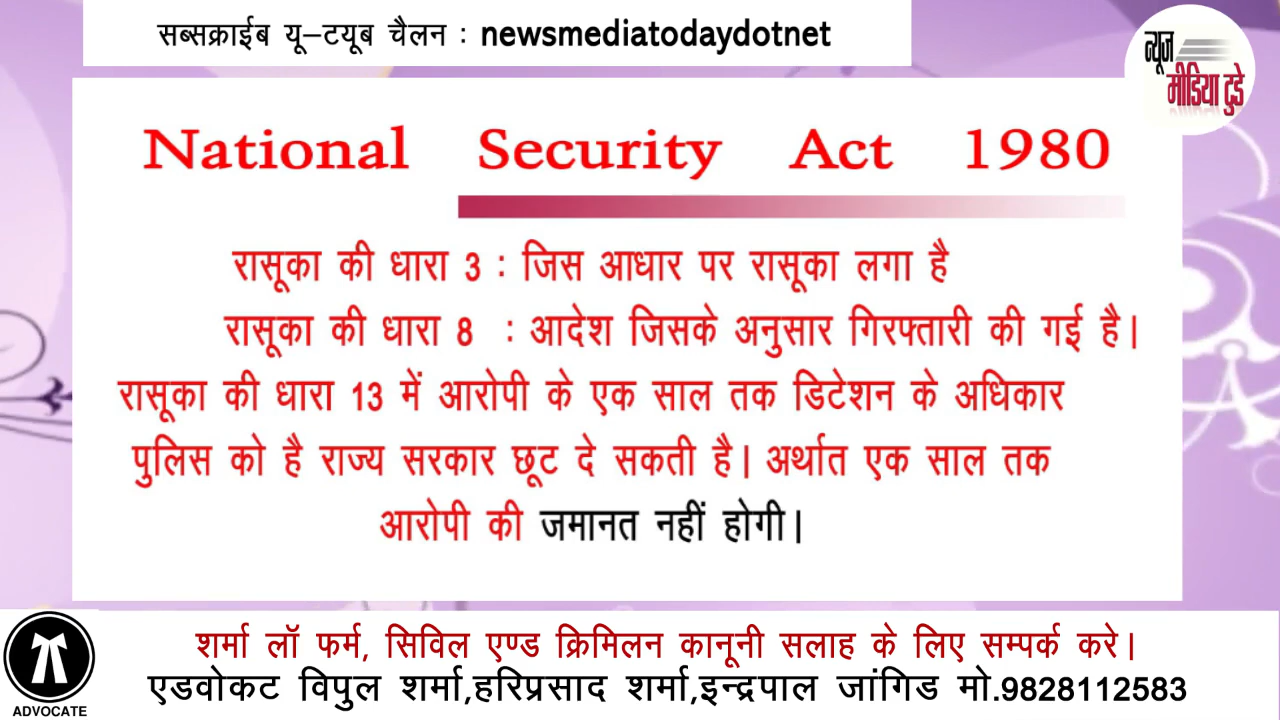 सब्सक्राईब यू–टयूब चैलन : newsmediatodaydotnet
न्यूज
मीडिया टुडे
National Security Act 1980
रासूका की धारा 3 : जिस आधार पर रासूका लगा है
रासूका की धारा 8 : आदेश जिसके अनुसार गिरफ्तारी की गई है।
रासूका की धारा 13 में आरोपी के एक साल तक डिटेशन के अधिकार
पुलिस को है राज्य सरकार छूट दे सकती है। अर्थात एक साल तक
आरोपी की जमानत नहीं होगी।
शर्मा लॉ फर्म, सिविल एण्ड क्रिमिलन कानूनी सलाह के लिए सम्पर्क करे।
एडवोकट विपुल शर्मा,हरिप्रसाद शर्मा,इन्द्रपाल जांगिड मो.9828112583
ADVOCATE